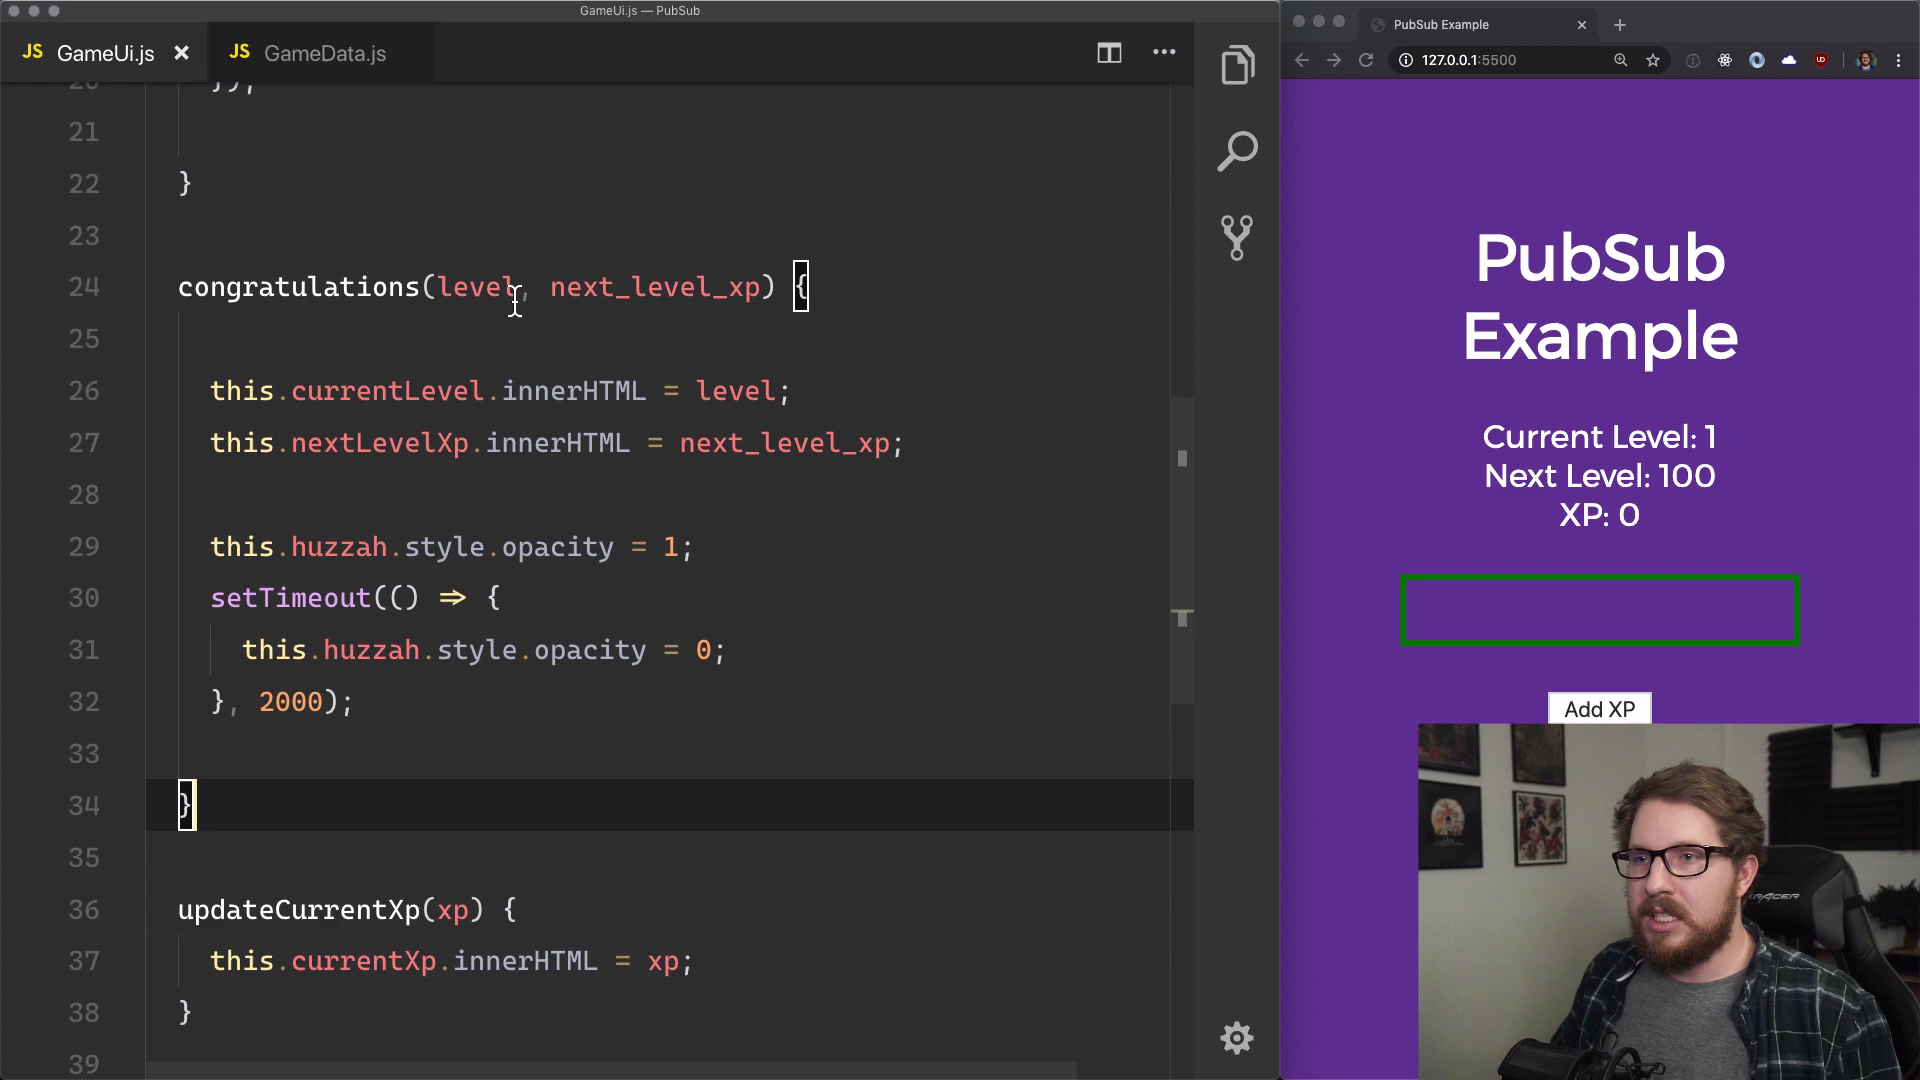 GameUi.js — PubSub
JS GameUi.js
JS GameData.js
20 });
21
22 }
23
24 congratulations(level, next_level_xp) {
25
26 this.currentLevel.innerHTML = level;
27 this.nextLevelXp.innerHTML = next_level_xp;
28
29 this.huzzah.style.opacity = 1;
30 setTimeout(() => {
31 this.huzzah.style.opacity = 0;
32 }, 2000);
33
34 }
35
36 updateCurrentXp(xp) {
37 this.currentXp.innerHTML = xp;
38 }
39
PubSub Example
127.0.0.1:5500
PubSub
Example
Current Level: 1
Next Level: 100
XP: 0
Add XP